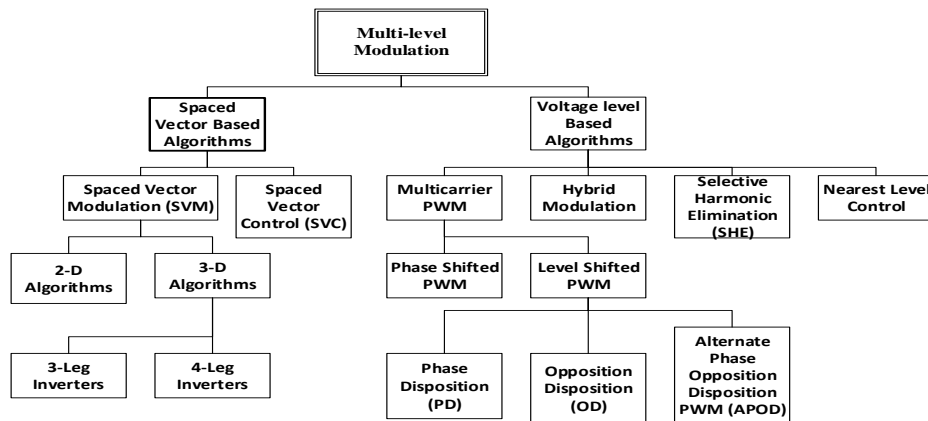 Multi-level
Modulation
Spaced
Vector Based
Algorithms
Voltage level
Based
Algorithms
Spaced Vector
Modulation (SVM)
Spaced
Vector
Control (SVC)
Multicarrier
PWM
Hybrid
Modulation
Selective
Harmonic
Elimination
(SHE)
Nearest Level
Control
2-D
Algorithms
3-D
Algorithms
Phase Shifted
PWM
Level Shifted
PWM
3-Leg
Inverters
4-Leg
Inverters
Phase
Disposition
(PD)
Opposition
Disposition
(OD)
Alternate
Phase
Opposition
Disposition
PWM (APOD)